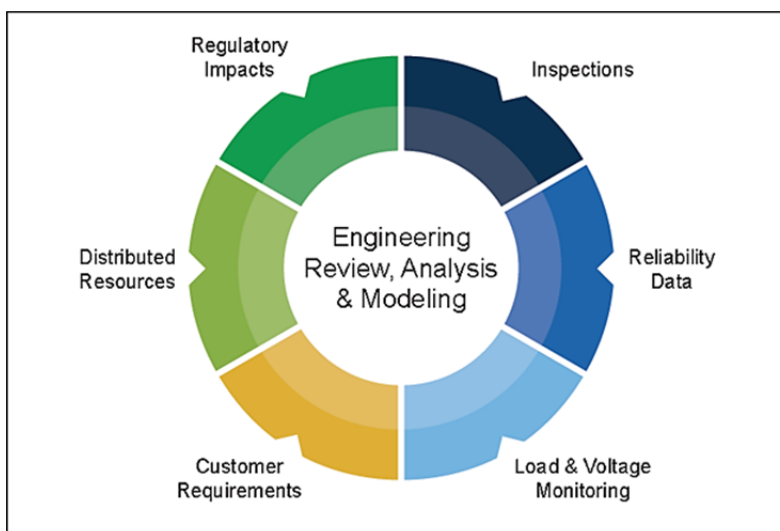 Regulatory
Impacts
Inspections
Distributed
Resources
Engineering
Review, Analysis
& Modeling
Reliability
Data
Customer
Requirements
Load & Voltage
Monitoring